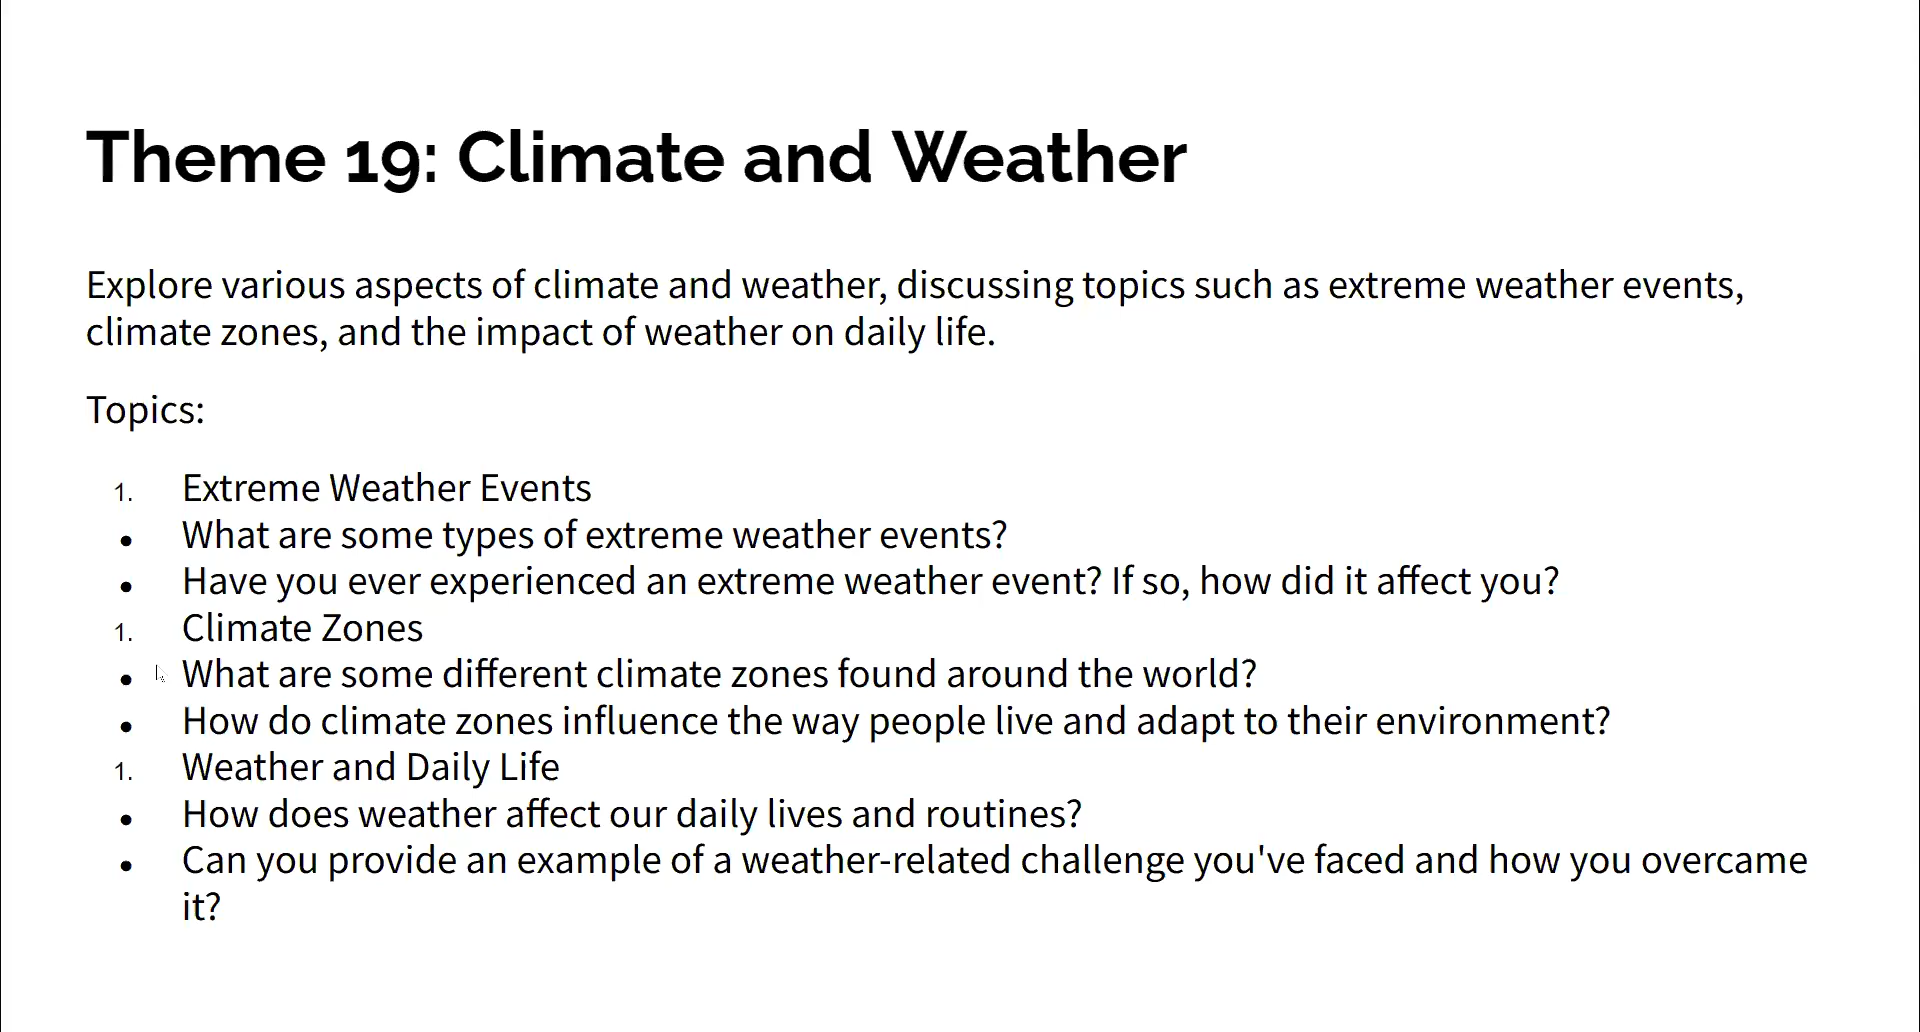 Theme 19: Climate and Weather
Explore various aspects of climate and weather, discussing topics such as extreme weather events,
climate zones, and the impact of weather on daily life.
Topics:
1. Extreme Weather Events
• What are some types of extreme weather events?
• Have you ever experienced an extreme weather event? If so, how did it affect you?
1. Climate Zones
• What are some different climate zones found around the world?
• How do climate zones influence the way people live and adapt to their environment?
1. Weather and Daily Life
• How does weather affect our daily lives and routines?
• Can you provide an example of a weather-related challenge you've faced and how you overcame
it?